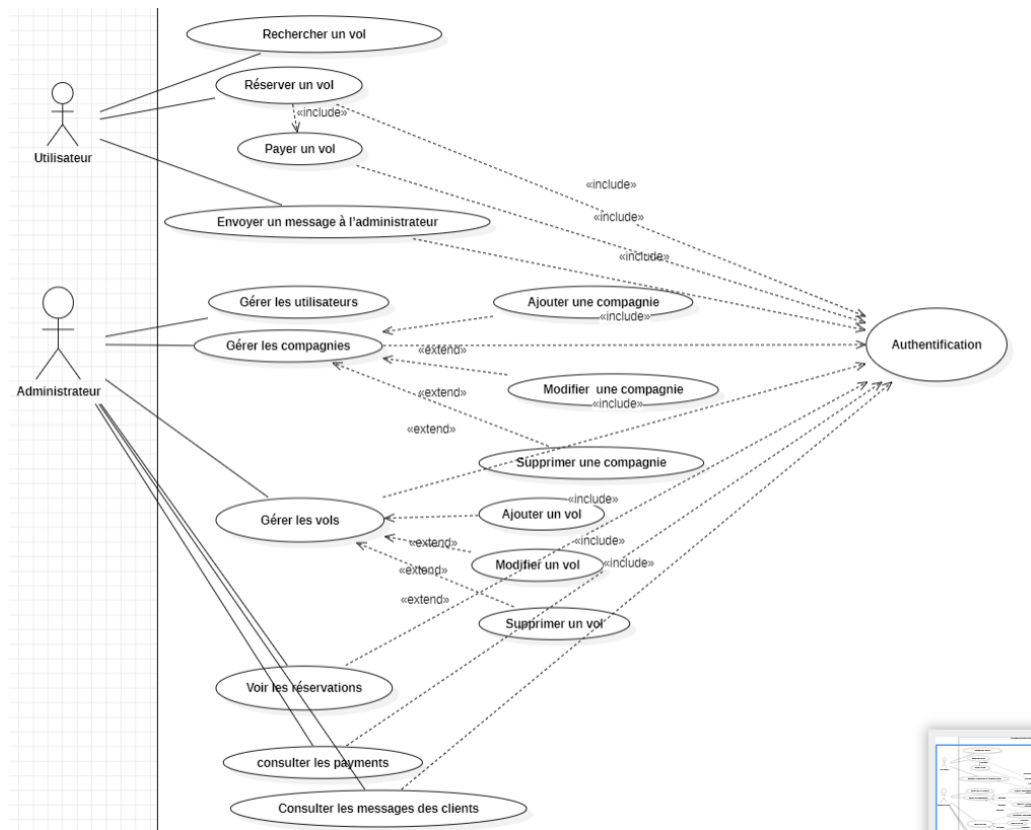 Rechercher un vol
Réserver un vol
«include»
Payer un vol
Utilisateur
«include»
Envoyer un message à l'administrateur
«include»
«include»
Gérer les utilisateurs
Ajouter une compagnie
«include»
Gérer les compagnies
«extend»
Authentification
Administrateur
Modifier une compagnie
«extend»
«include»
«extend»
Supprimer une compagnie
«include»
Gérer les vols
Ajouter un vol
«extend»
«include»
Modifier un vol
«include»
«extend»
«extend»
Supprimer un vol
Voir les réservations
consulter les payments
Consulter les messages des clients